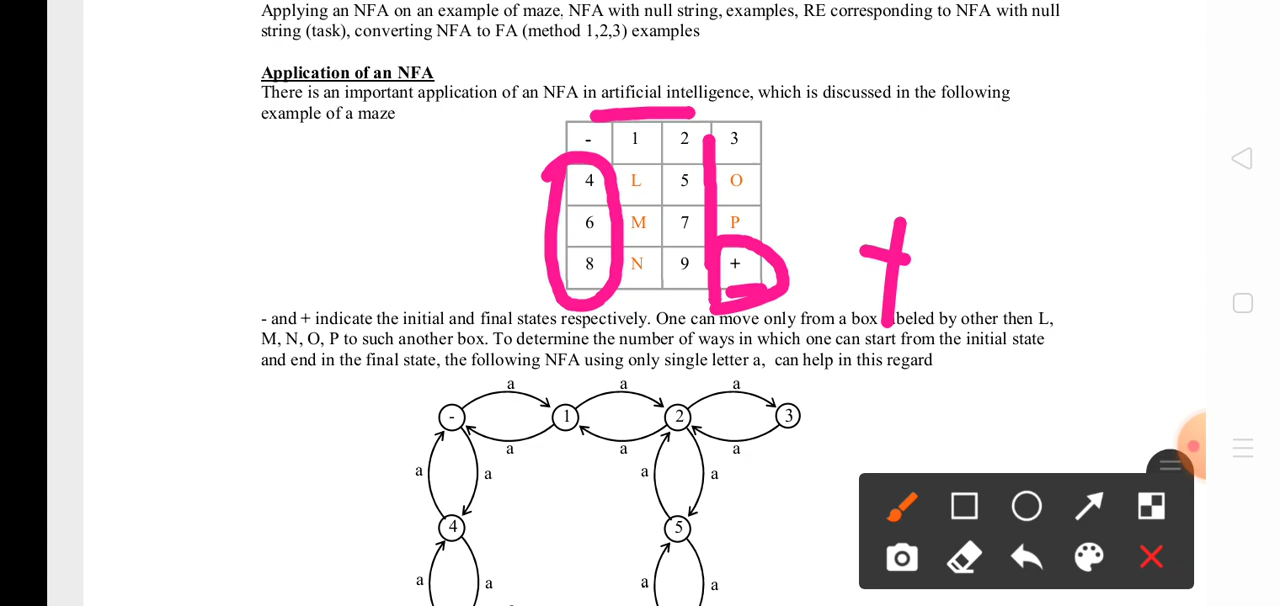 Applying an NFA on an example of maze, NFA with null string, examples, RE corresponding to NFA with null
string (task), converting NFA to FA (method 1,2,3) examples
Application of an NFA
There is an important application of an NFA in artificial intelligence, which is discussed in the following
example of a maze
- 1 2 3
4 L 5 O
6 M 7 P
8 N 9 +
+
- and + indicate the initial and final states respectively. One can move only from a box labeled by other then L,
M, N, O, P to such another box. To determine the number of ways in which one can start from the initial state
and end in the final state, the following NFA using only single letter a, can help in this regard
a a a
- 1 2 3
a a a
a a a a
4 5
a a a a